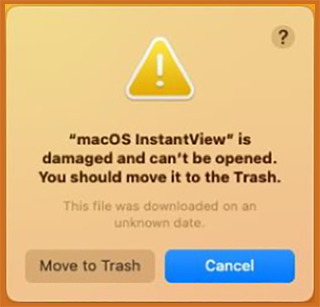 ?
!
“macOS InstantView” is
damaged and can’t be opened.
You should move it to the Trash.
This file was downloaded on an
unknown date.
Move to Trash Cancel